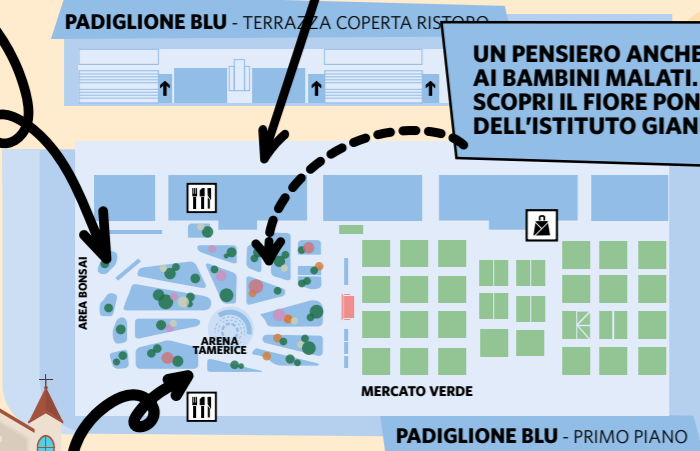 PADIGLIONE BLU - TERRAZZA COPERTA RISTORO
UN PENSIERO ANCHE
AI BAMBINI MALATI.
SCOPRI IL FIORE PON
DELL'ISTITUTO GIAN
AREA BONSAI
ARENA
TAMERICE
MERCATO VERDE
PADIGLIONE BLU - PRIMO PIANO